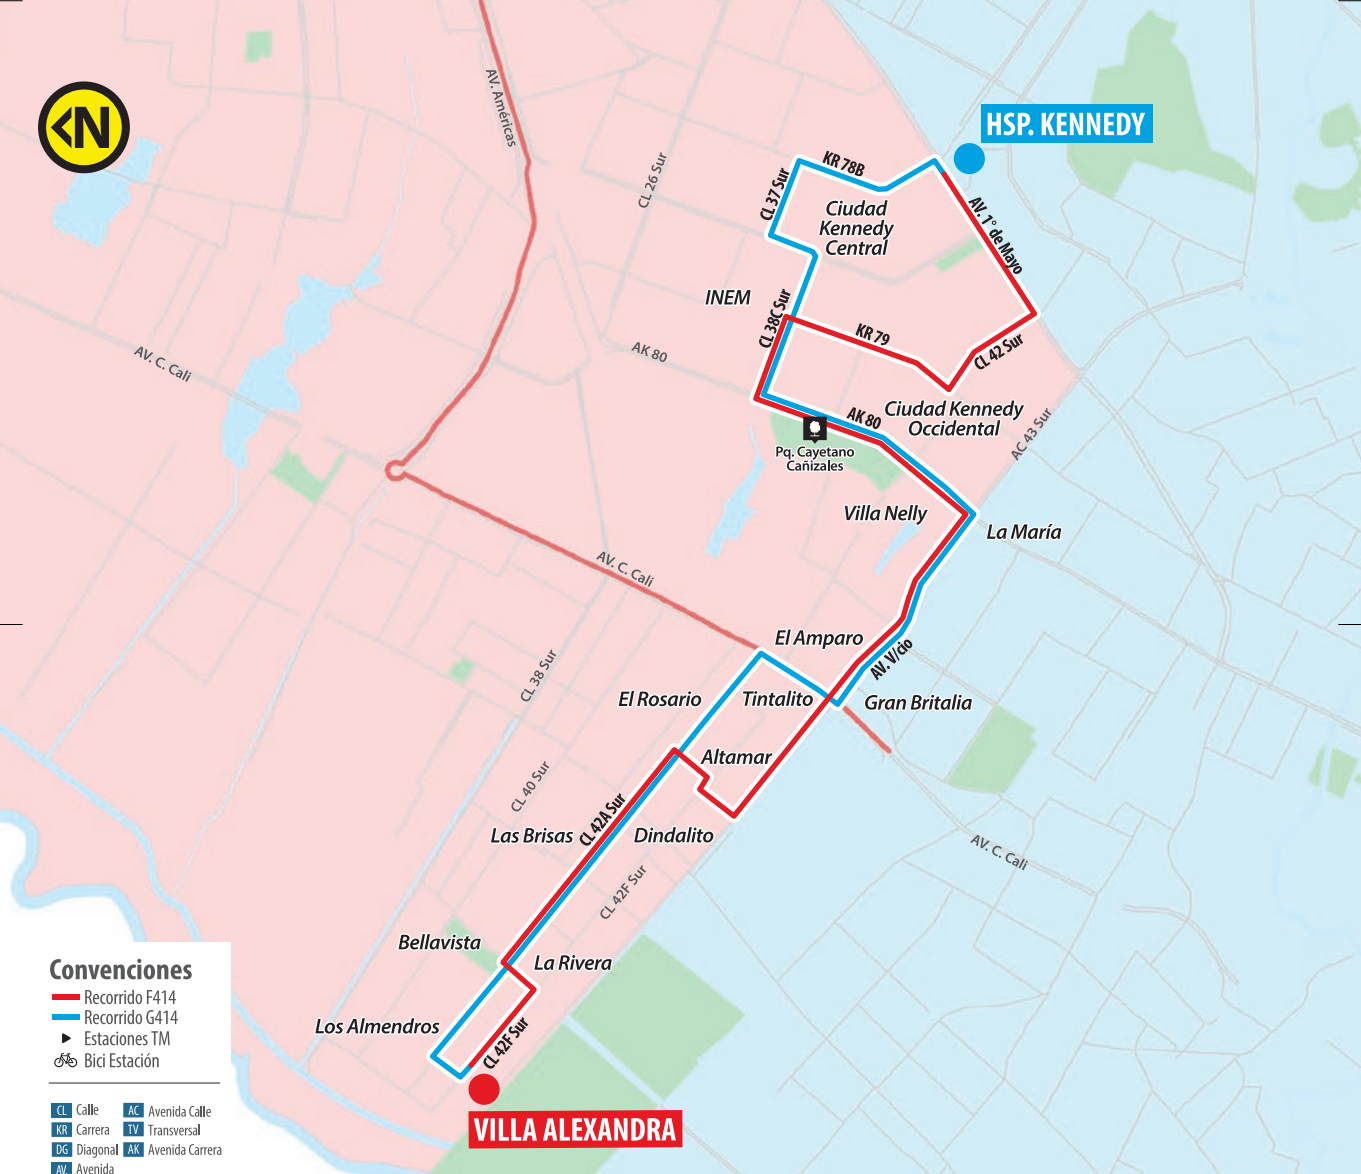 N
HSP. KENNEDY
AV. Américas
CL 26 Sur
KR 78B
CL 37 Sur
Ciudad
Kennedy
Central
AV. 1° de Mayo
INEM
CL 38C Sur
KR 79
CL 42 Sur
AV. C. Cali
AK 80
AK 80
Ciudad Kennedy
Occidental
AC 43 Sur
Pq. Cayetano
Cañizales
Villa Nelly
La María
AV. C. Cali
El Amparo
AV. V/cio
CL 38 Sur
El Rosario
Tintalito
Gran Britalia
Altamar
CL 40 Sur
CL 42A Sur
Las Brisas
Dindalito
AV. C. Cali
CL 42F Sur
Bellavista
La Rivera
Los Almendros
CL 42F Sur
VILLA ALEXANDRA
Convenciones
Recorrido F414
Recorrido G414
Estaciones TM
Bici Estación
CL Calle
AC Avenida Calle
KR Carrera
TV Transversal
DG Diagonal
AK Avenida Carrera
AV. Avenida